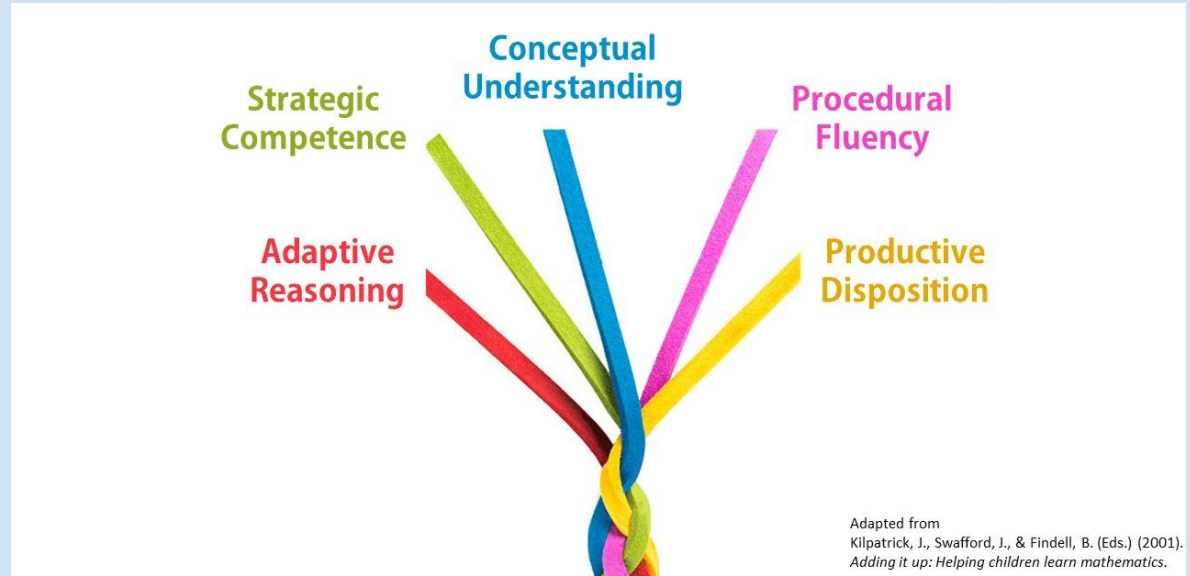 Conceptual
Understanding
Strategic
Competence
Procedural
Fluency
Adaptive
Reasoning
Productive
Disposition
Adapted from
Kilpatrick, J., Swafford, J., & Findell, B. (Eds.) (2001).
Adding it up: Helping children learn mathematics.